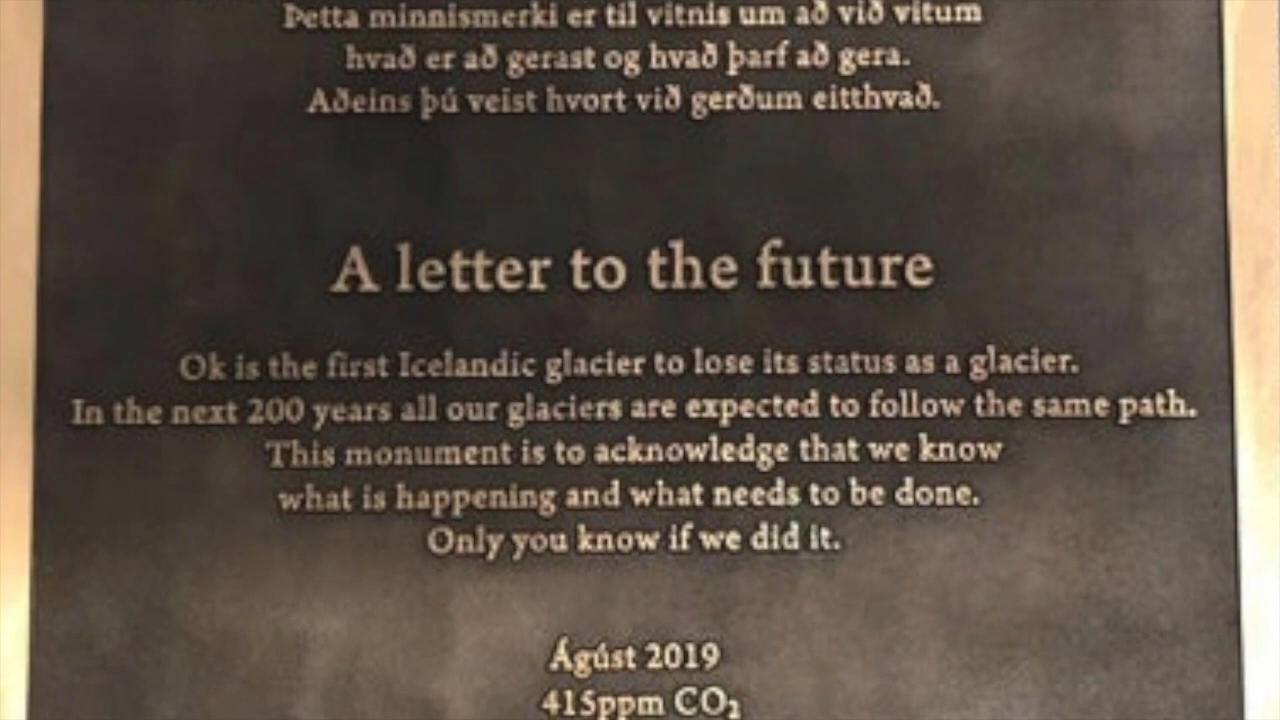 Þetta minnismerki er til vitnis um að við vitum
hvað er að gerast og hvað þarf að gera.
Aðeins þú veist hvort við gerðum eitthvað.
A letter to the future
Ok is the first Icelandic glacier to lose its status as a glacier.
In the next 200 years all our glaciers are expected to follow the same path.
This monument is to acknowledge that we know
what is happening and what needs to be done.
Only you know if we did it.
Ágúst 2019
415ppm CO₂